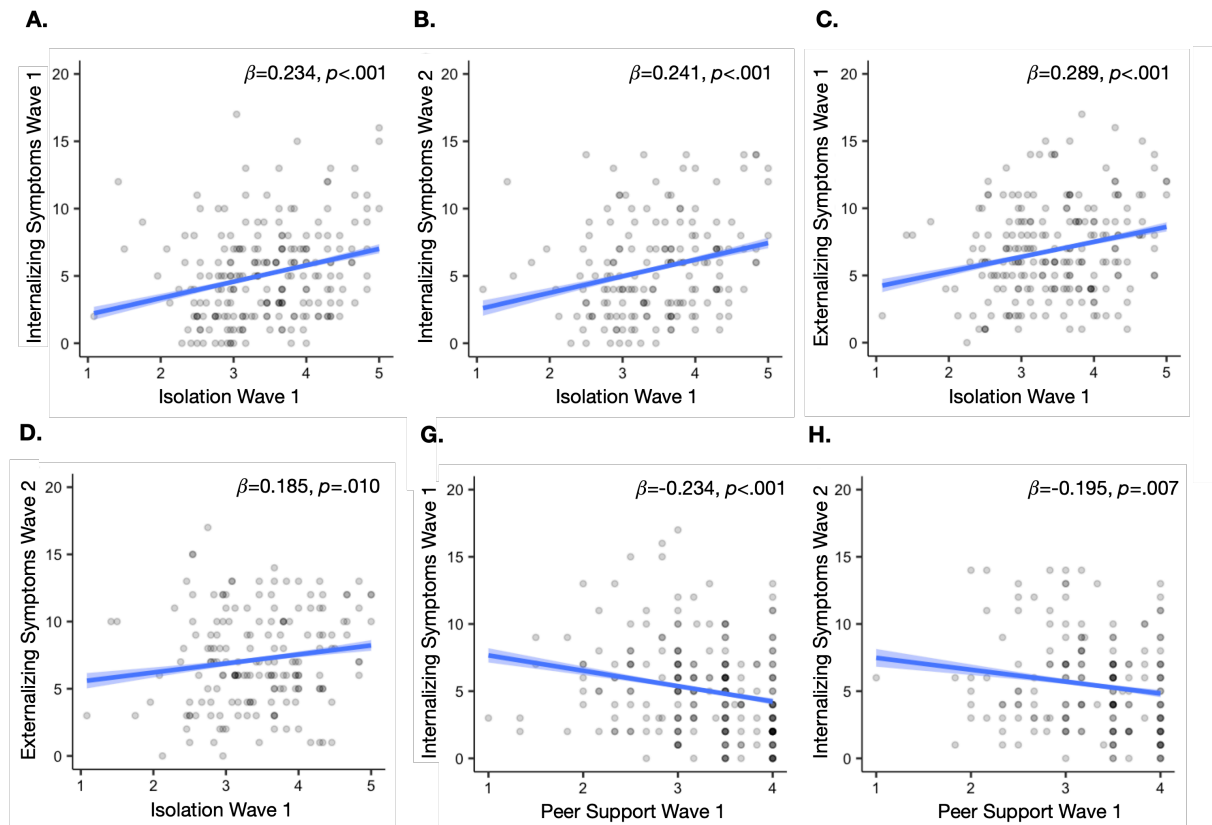 A.
B.
C.
Internalizing Symptoms Wave 1
20
15
10
5
0
β=0.234, p<.001
1 2 3 4 5
Isolation Wave 1
Internalizing Symptoms Wave 2
20
15
10
5
0
β=0.241, p<.001
1 2 3 4 5
Isolation Wave 1
Externalizing Symptoms Wave 1
20
15
10
5
0
β=0.289, p<.001
1 2 3 4 5
Isolation Wave 1
D.
G.
H.
Externalizing Symptoms Wave 2
20
15
10
5
0
β=0.185, p=.010
1 2 3 4 5
Isolation Wave 1
Internalizing Symptoms Wave 1
20
15
10
5
0
β=-0.234, p<.001
1 2 3 4
Peer Support Wave 1
Internalizing Symptoms Wave 2
20
15
10
5
0
β=-0.195, p=.007
1 2 3 4
Peer Support Wave 1